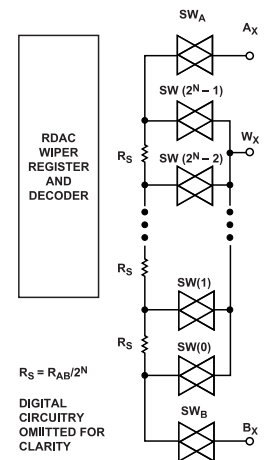 SWA
AX
SW (2N – 1)
RDAC
WIPER
REGISTER
AND
DECODER
WX
RS
SW (2N – 2)
RS
SW(1)
RS
SW(0)
RS = RAB/2N
DIGITAL
CIRCUITRY
OMITTED FOR
CLARITY
SWB
BX